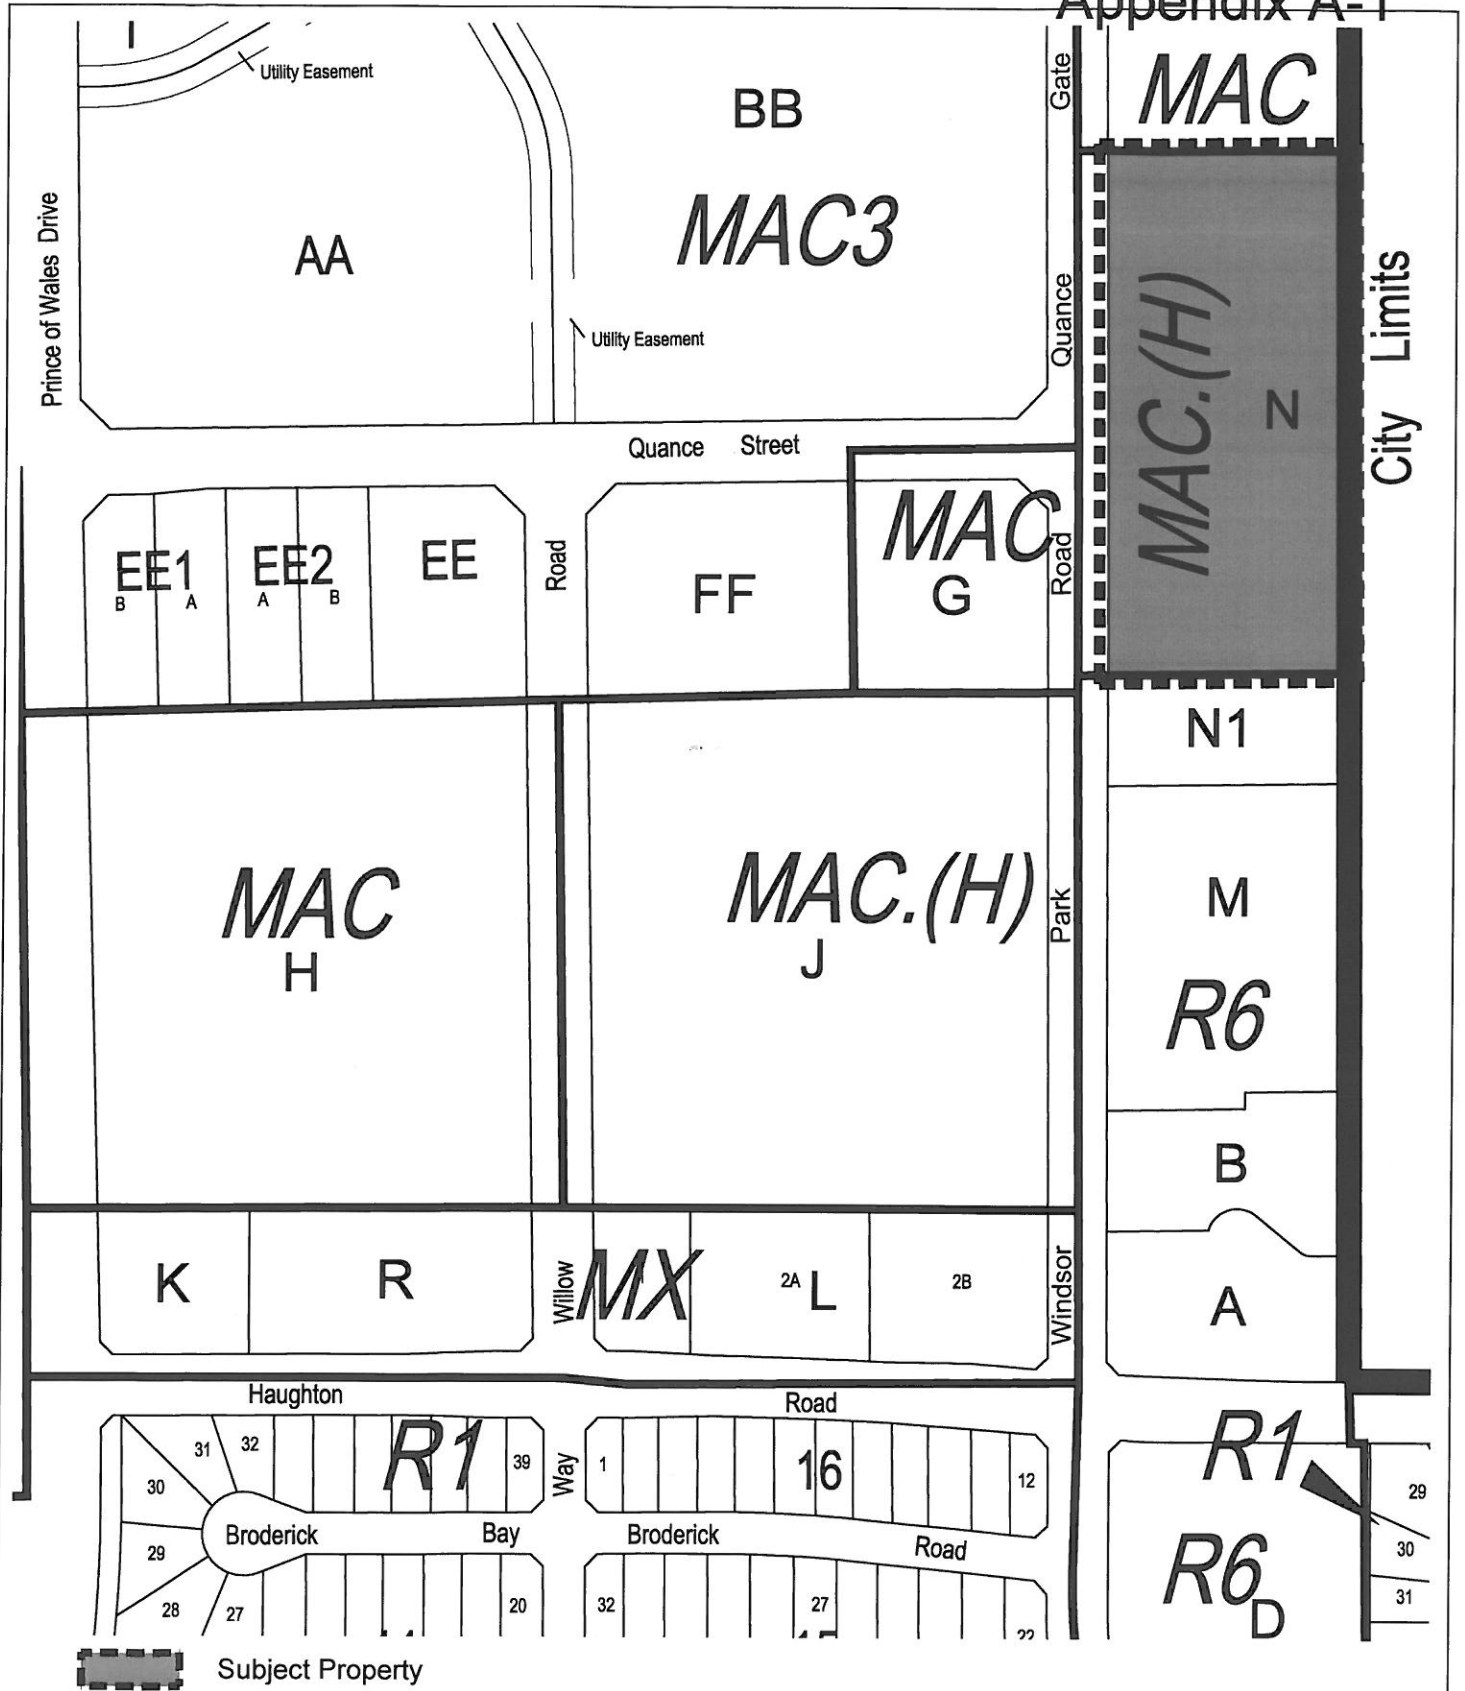 Appendix A-1
I
Utility Easement
BB
Gate
MAC
MAC3
Prince of Wales Drive
AA
Utility Easement
Quance
MAC.(H)
N
City Limits
Quance Street
MAC
EE1
B A
EE2
A B
EE
Road
FF
G
Road
N1
MAC
H
MAC.(H)
J
Park
M
R6
B
K
R
Willow
MX
2A L
2B
Windsor
A
Haughton Road
R1
31
32
39
30
Way
1
16
12
R1
29
Broderick Bay
Broderick Road
29
R6
30
28
27
20
32
27
D
31
Subject Property